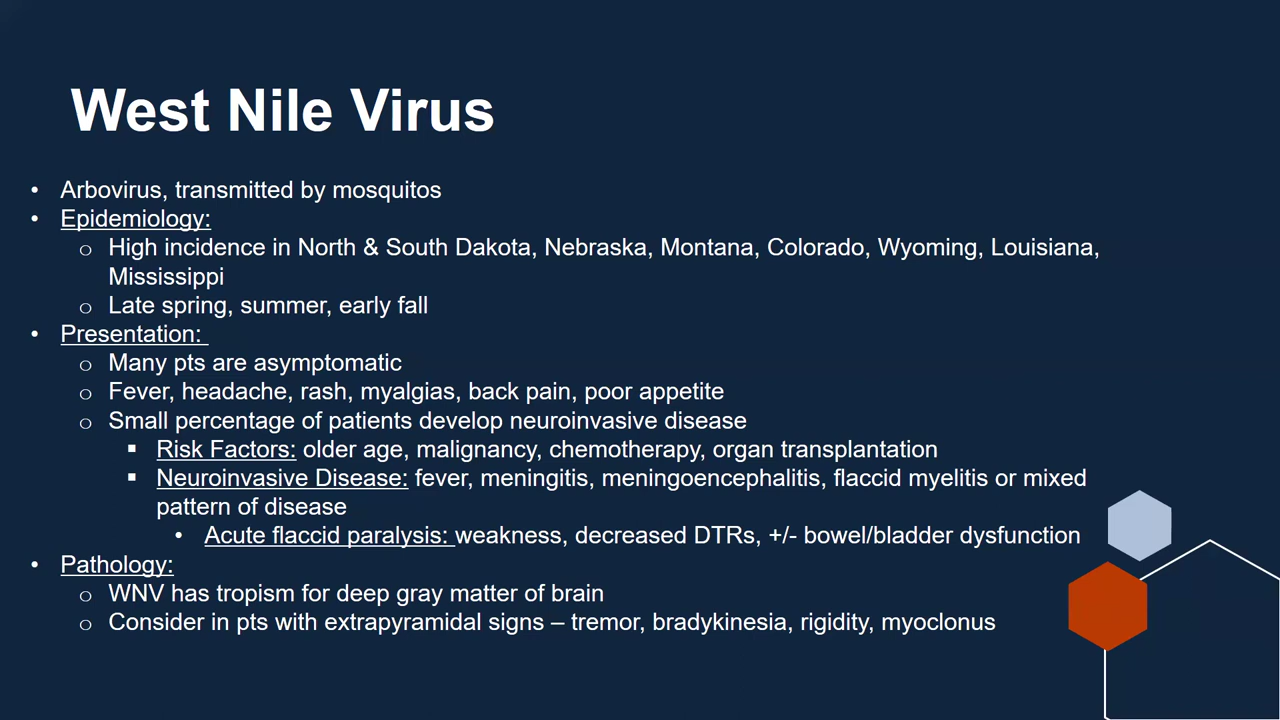 West Nile Virus
• Arbovirus, transmitted by mosquitos
• Epidemiology:
o High incidence in North & South Dakota, Nebraska, Montana, Colorado, Wyoming, Louisiana,
Mississippi
o Late spring, summer, early fall
• Presentation:
o Many pts are asymptomatic
o Fever, headache, rash, myalgias, back pain, poor appetite
o Small percentage of patients develop neuroinvasive disease
▪ Risk Factors: older age, malignancy, chemotherapy, organ transplantation
▪ Neuroinvasive Disease: fever, meningitis, meningoencephalitis, flaccid myelitis or mixed
pattern of disease
• Acute flaccid paralysis: weakness, decreased DTRs, +/- bowel/bladder dysfunction
• Pathology:
o WNV has tropism for deep gray matter of brain
o Consider in pts with extrapyramidal signs – tremor, bradykinesia, rigidity, myoclonus